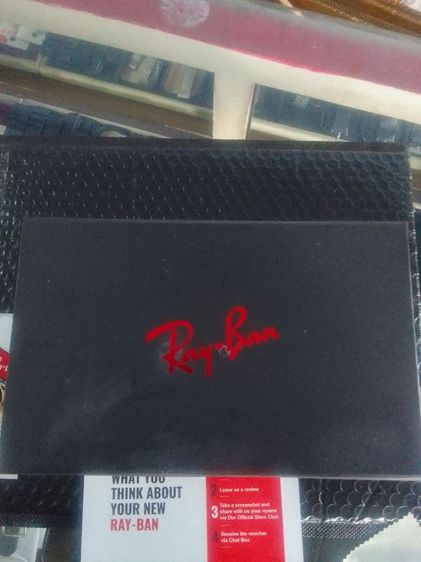 Ray-Ban
WHAT YOU
THINK ABOUT
YOUR NEW
RAY-BAN
2 Leave us a review
3 Take a screenshot and
share with us your review
via Our Official Store Chat
4 Receive the voucher
via Chat Box